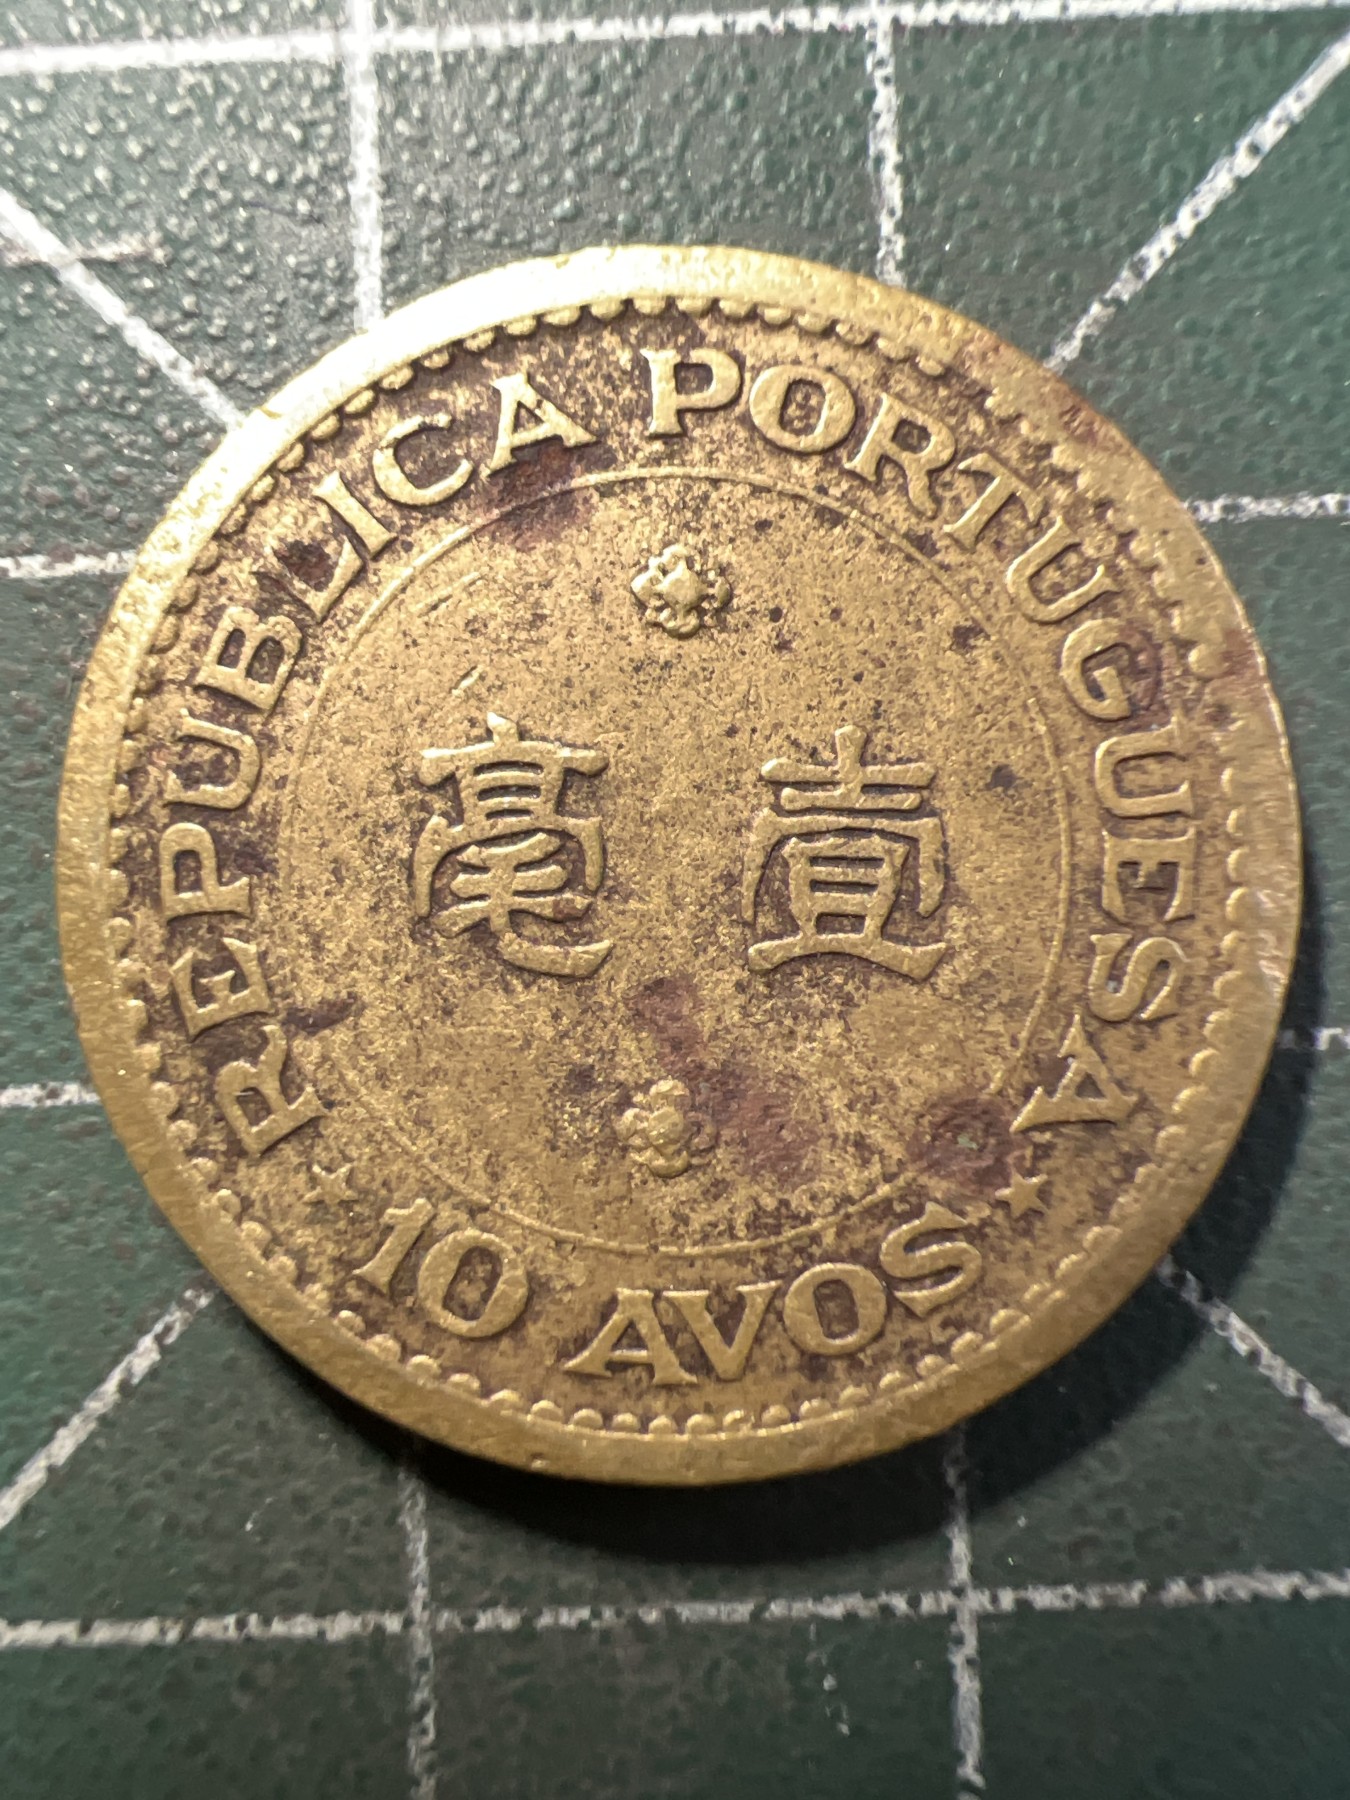 REPUBLICA PORTUGUESA
毫 壹
10 AVOS